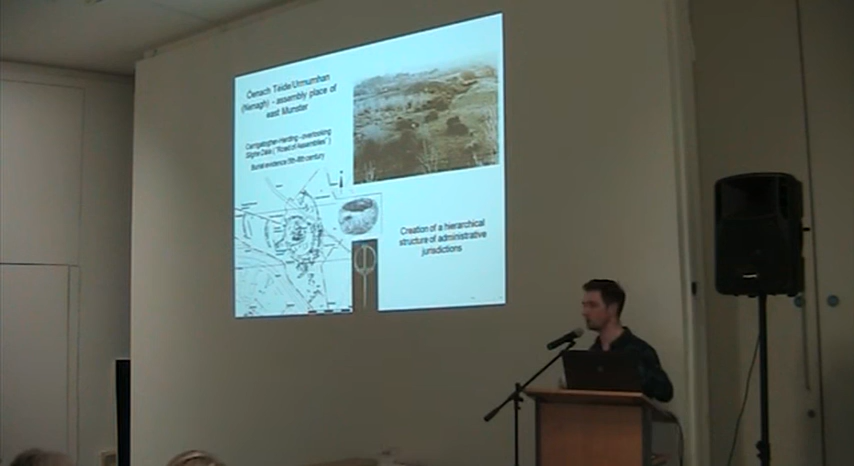 Óenach Téide/Urmumhan
(Nenagh) - assembly place of
east Munster
Carrigatogher-Harding - overlooking
Slighe Dála ("Road of Assemblies")
Burial evidence 5th-8th century
Creation of a hierarchical
structure of administrative
jurisdictions